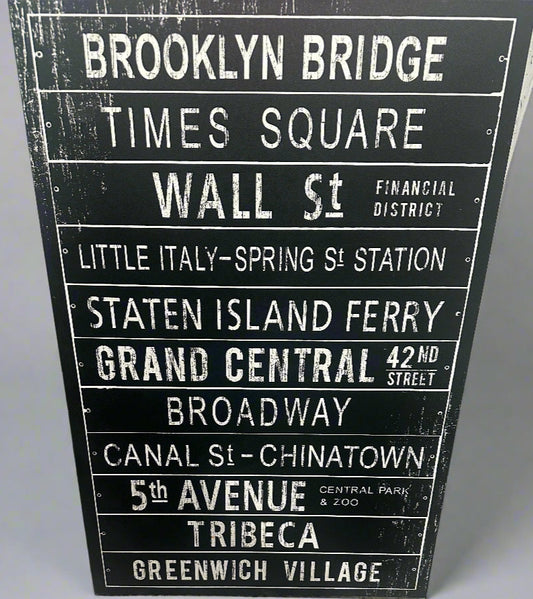 BROOKLYN BRIDGE
TIMES SQUARE
WALL St FINANCIAL DISTRICT
LITTLE ITALY-SPRING St STATION
STATEN ISLAND FERRY
GRAND CENTRAL 42ND STREET
BROADWAY
CANAL St-CHINATOWN
5th AVENUE CENTRAL PARK & ZOO
TRIBECA
GREENWICH VILLAGE